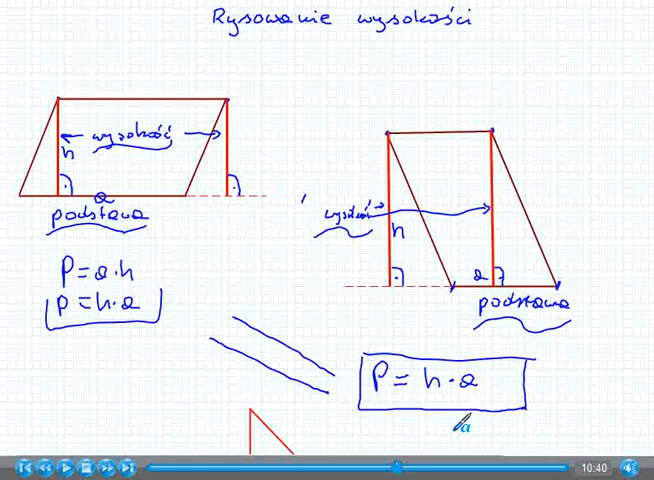 Rysowanie wysokości
wysokość
h
a
podstawa
P = a·h
P = h·a
wysokość
h
a
podstawa
P = h·a
a
10:40